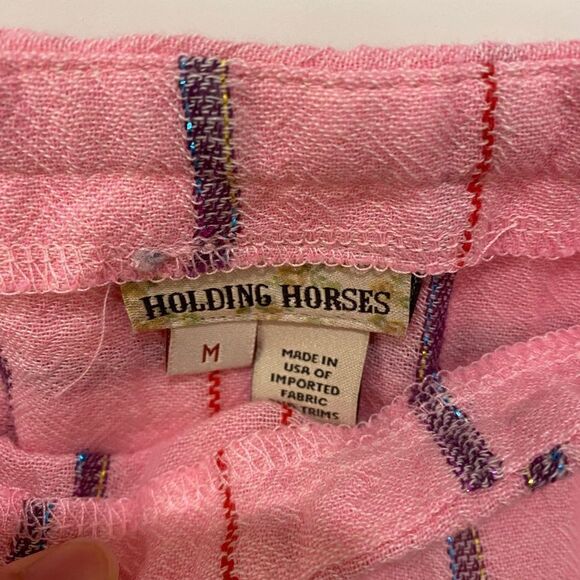 HOLDING HORSES
M
MADE IN
USA OF
IMPORTED
FABRIC
TRIMS